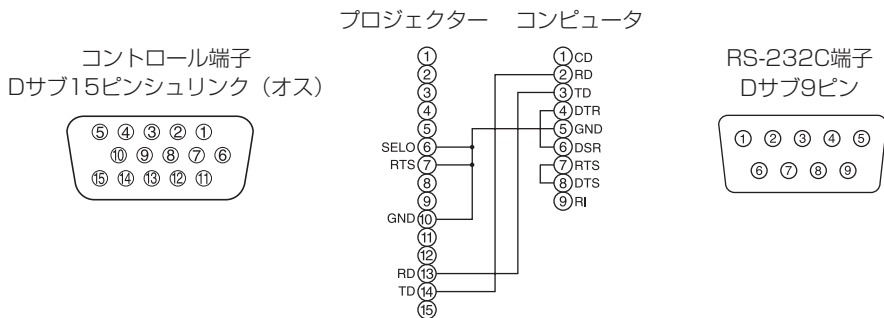 プロジェクター コンピュータ
コントロール端子
Dサブ15ピンシュリンク（オス）
⑤ ④ ③ ② ①
⑩ ⑨ ⑧ ⑦ ⑥
⑮ ⑭ ⑬ ⑫ ⑪
①
②
③
④
⑤
SELO ⑥
RTS ⑦
⑧
⑨
GND ⑩
⑪
⑫
RD ⑬
TD ⑭
⑮
① CD
② RD
③ TD
④ DTR
⑤ GND
⑥ DSR
⑦ RTS
⑧ DTS
⑨ RI
RS-232C端子
Dサブ9ピン
① ② ③ ④ ⑤
⑥ ⑦ ⑧ ⑨